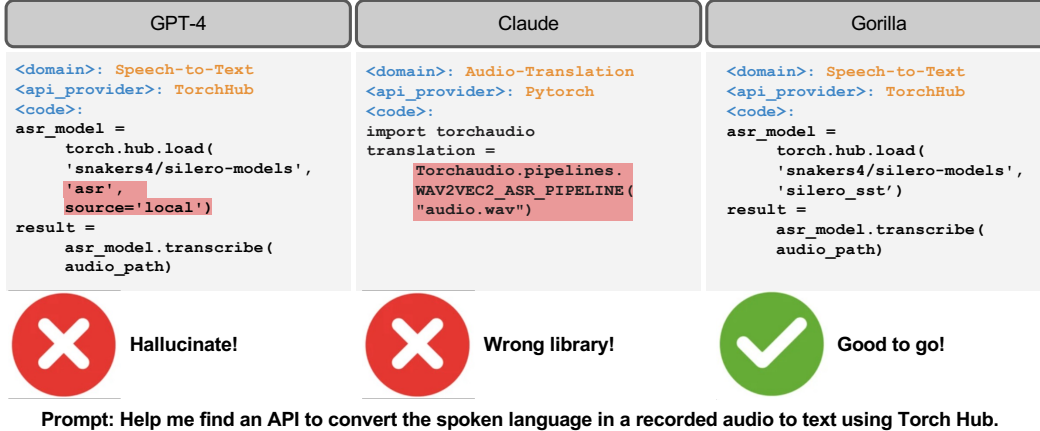 GPT-4
<domain>: Speech-to-Text
<api_provider>: TorchHub
<code>:
asr_model =
torch.hub.load(
'snakers4/silero-models',
'asr',
source='local')
result =
asr_model.transcribe(
audio_path)
Hallucinate!
Claude
<domain>: Audio-Translation
<api_provider>: Pytorch
<code>:
import torchaudio
translation =
Torchaudio.pipelines.
WAV2VEC2_ASR_PIPELINE(
"audio.wav")
Wrong library!
Gorilla
<domain>: Speech-to-Text
<api_provider>: TorchHub
<code>:
asr_model =
torch.hub.load(
'snakers4/silero-models',
'silero_sst’)
result =
asr_model.transcribe(
audio_path)
Good to go!
Prompt: Help me find an API to convert the spoken language in a recorded audio to text using Torch Hub.